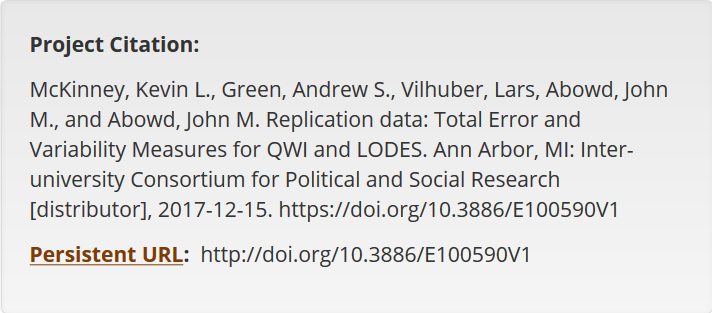 Project Citation:
McKinney, Kevin L., Green, Andrew S., Vilhuber, Lars, Abowd, John
M., and Abowd, John M. Replication data: Total Error and
Variability Measures for QWI and LODES. Ann Arbor, MI: Inter-
university Consortium for Political and Social Research
[distributor], 2017-12-15. https://doi.org/10.3886/E100590V1
Persistent URL: http://doi.org/10.3886/E100590V1